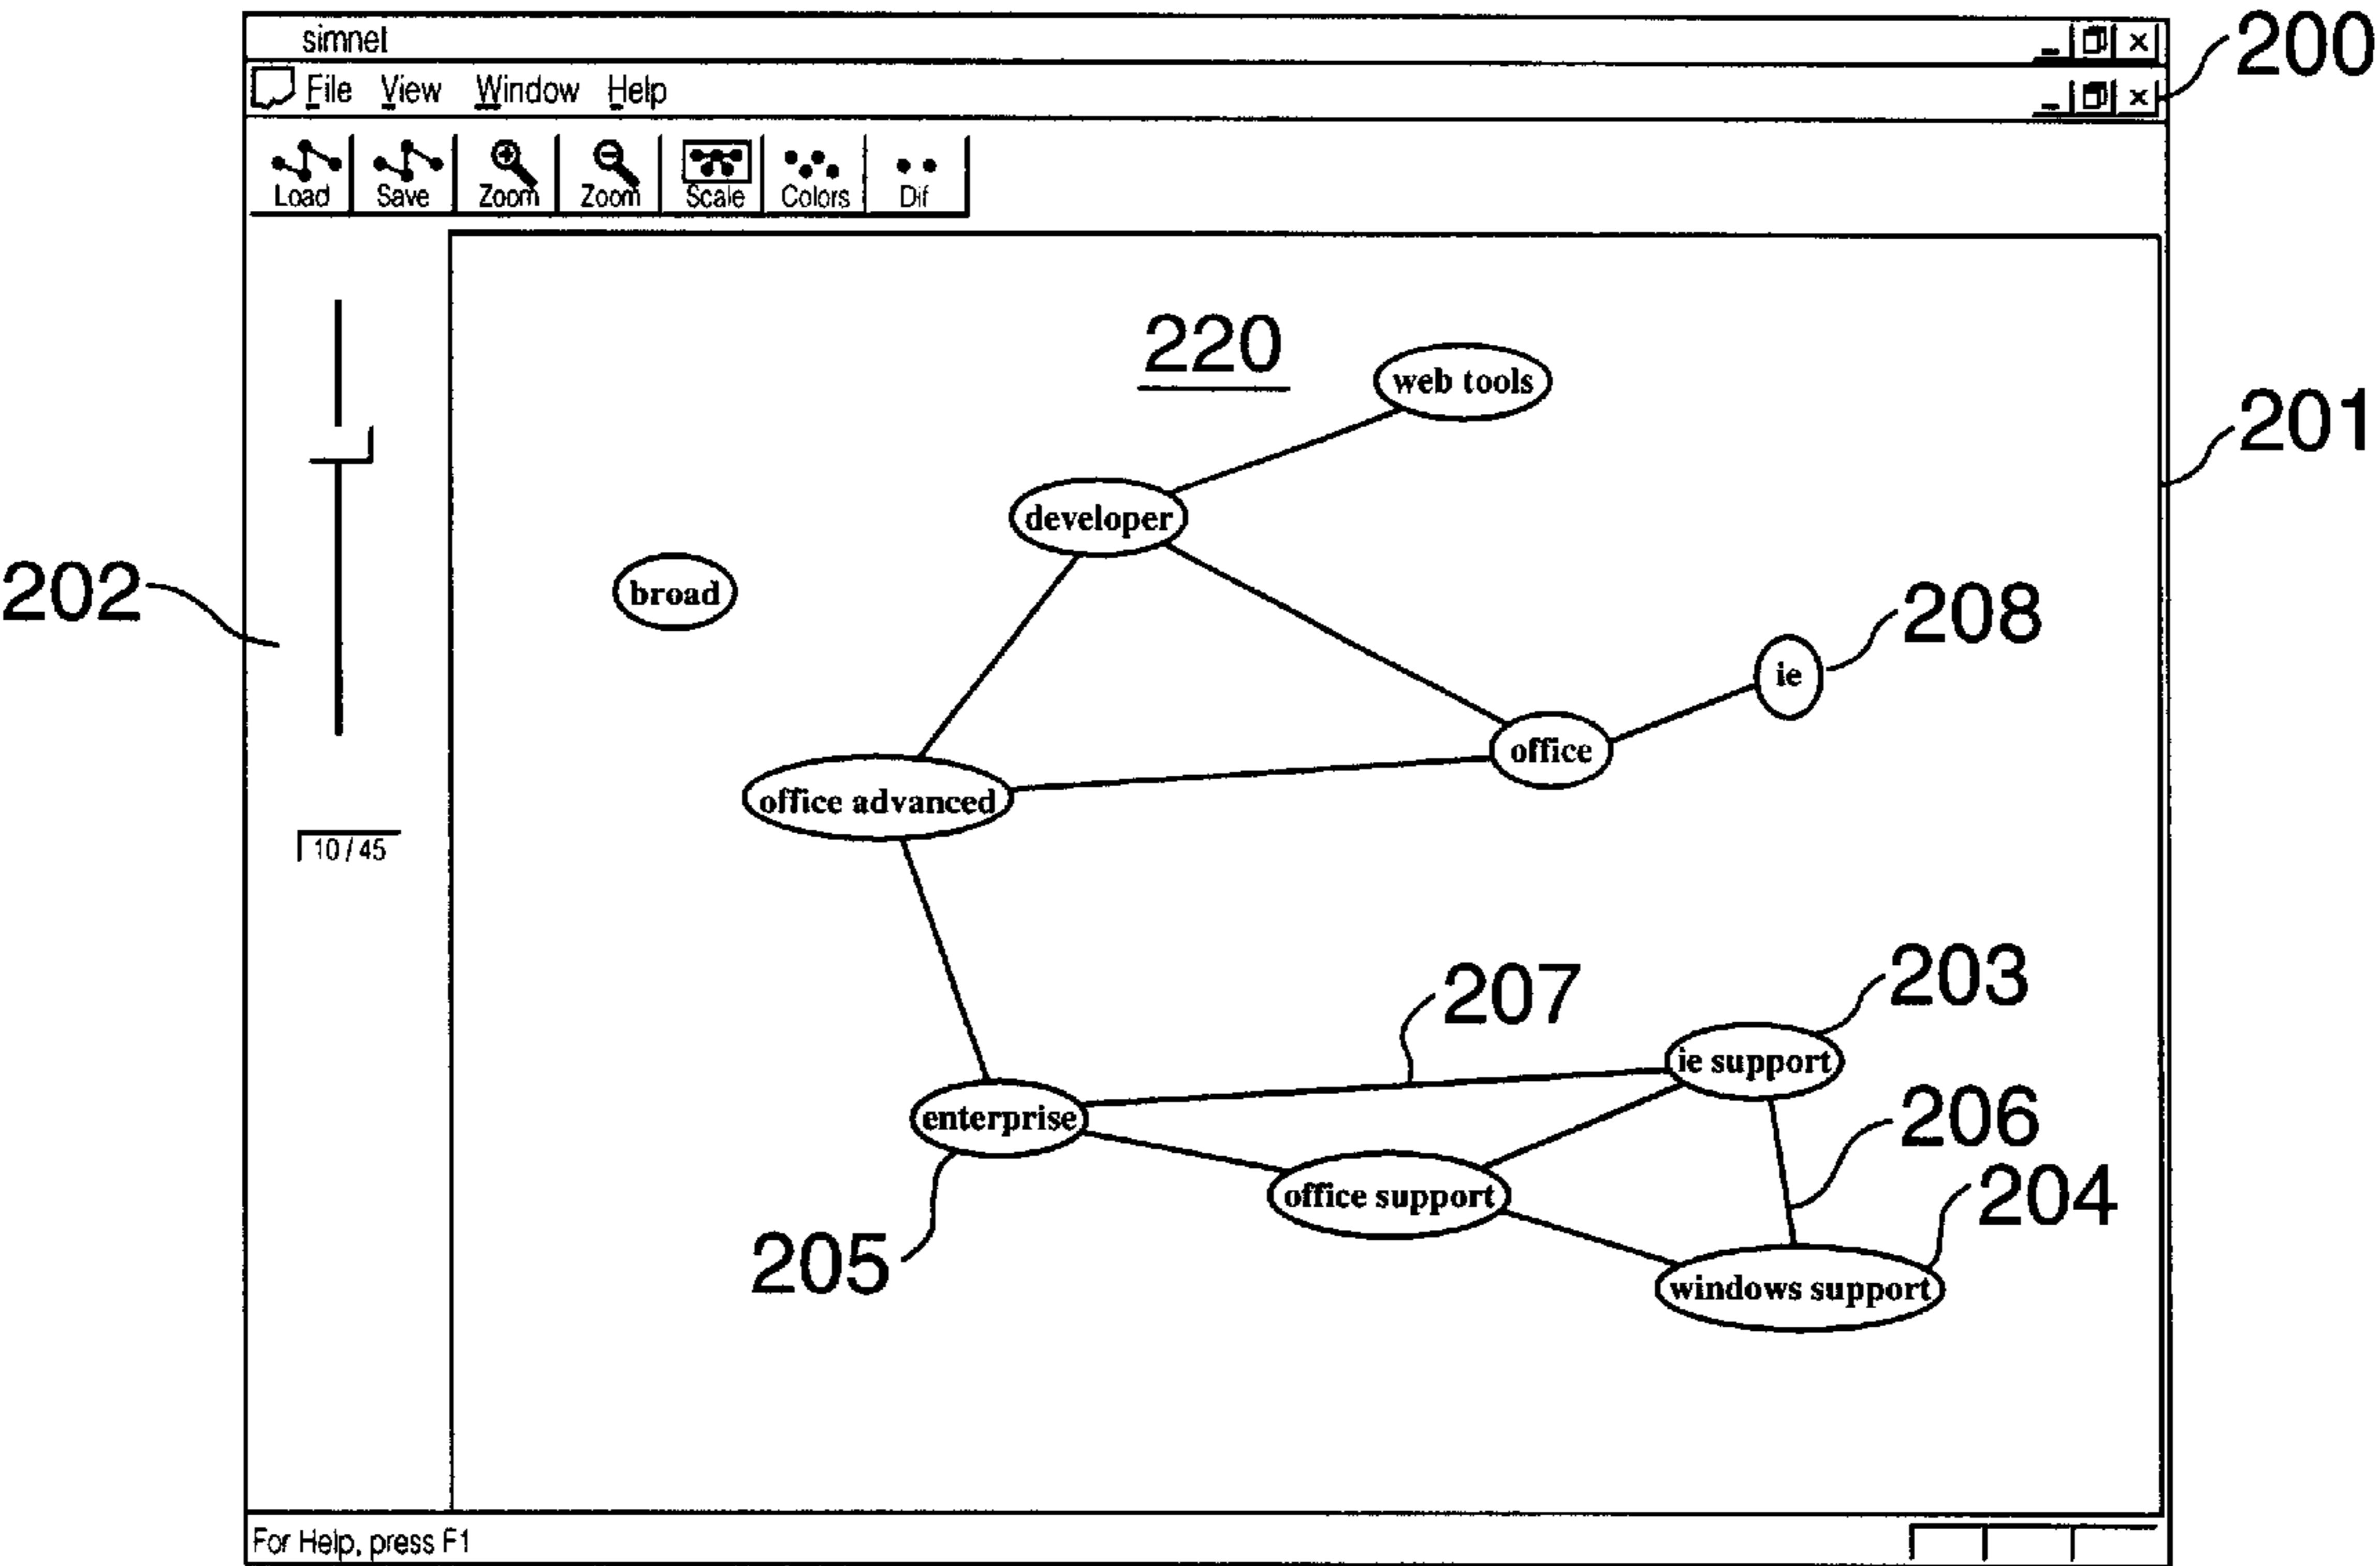 simnet
200
File View Window Help
Load Save Zoom Zoom Scale Colors Dif
220
web tools
201
developer
202
broad
208
ie
office
office advanced
10 / 45
203
207
ie support
206
enterprise
204
office support
205
windows support
For Help, press F1